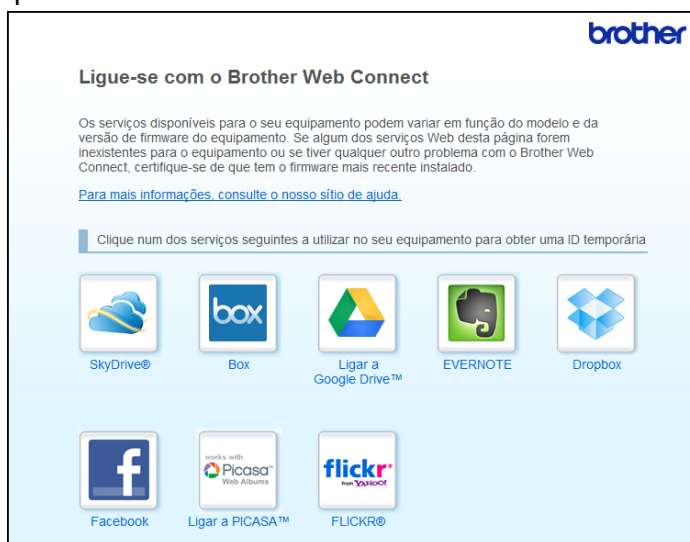 brother
Ligue-se com o Brother Web Connect
Os serviços disponíveis para o seu equipamento podem variar em função do modelo e da
versão de firmware do equipamento. Se algum dos serviços Web desta página forem
inexistentes para o equipamento ou se tiver qualquer outro problema com o Brother Web
Connect, certifique-se de que tem o firmware mais recente instalado.
Para mais informações, consulte o nosso sítio de ajuda.
Clique num dos serviços seguintes a utilizar no seu equipamento para obter uma ID temporária
box
SkyDrive®
Box
Ligar a
Google Drive™
EVERNOTE
Dropbox
f
works with
Picasa™
Web Albums
flickr
from YAHOO!
Facebook
Ligar a PICASA™
FLICKR®